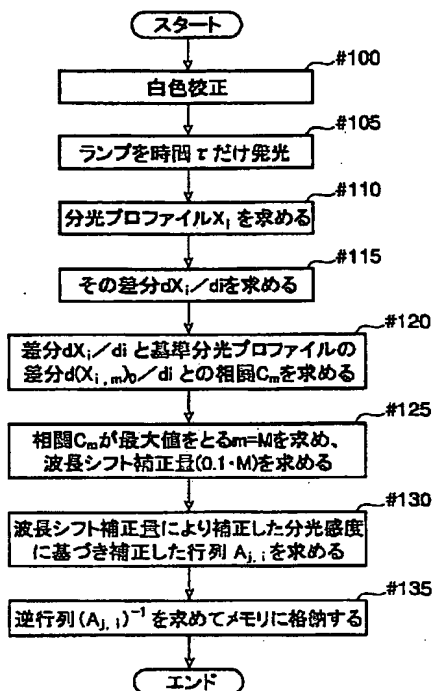 スタート
#100
白色校正
#105
ランプを時間τだけ発光
#110
分光プロファイルXiを求める
#115
その差分dXi/diを求める
#120
差分dXi/diと基準分光プロファイルの
差分d(Xi,m)0/diとの相関Cmを求める
#125
相関Cmが最大値をとるm=Mを求め、
波長シフト補正量(0.1・M)を求める
#130
波長シフト補正量により補正した分光感度
に基づき補正した行列Aj,iを求める
#135
逆行列(Aj,i)-1を求めてメモリに格納する
エンド